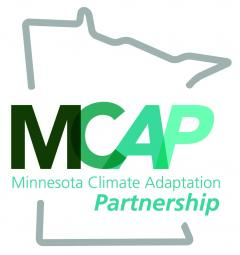 MCAP
Minnesota Climate Adaptation
Partnership